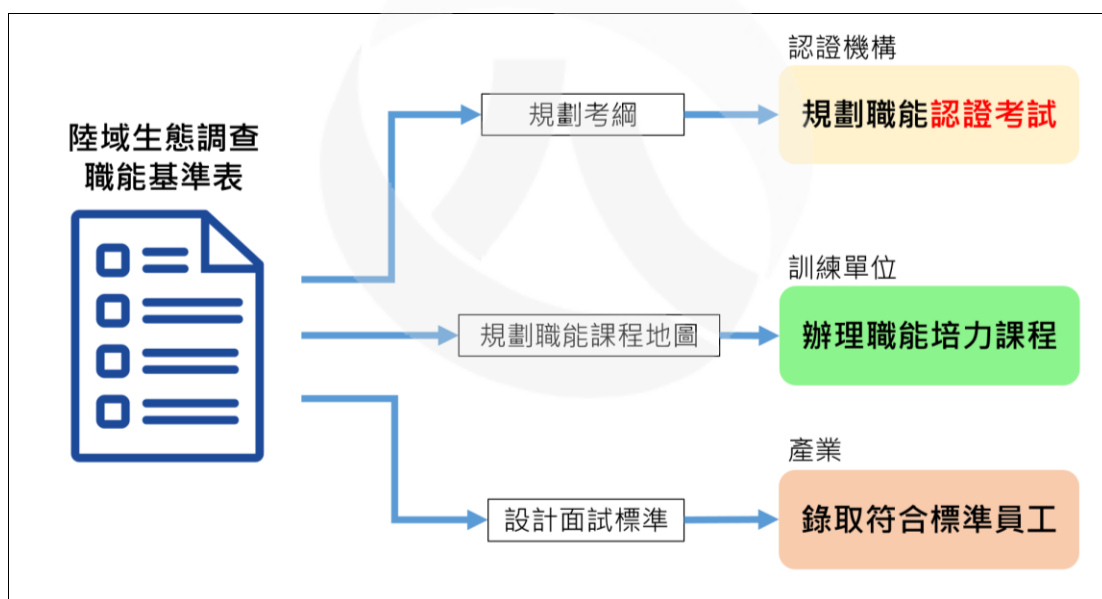 陸域生態調查
職能基準表
規劃考綱
認證機構
規劃職能認證考試
規劃職能課程地圖
訓練單位
辦理職能培力課程
設計面試標準
產業
錄取符合標準員工